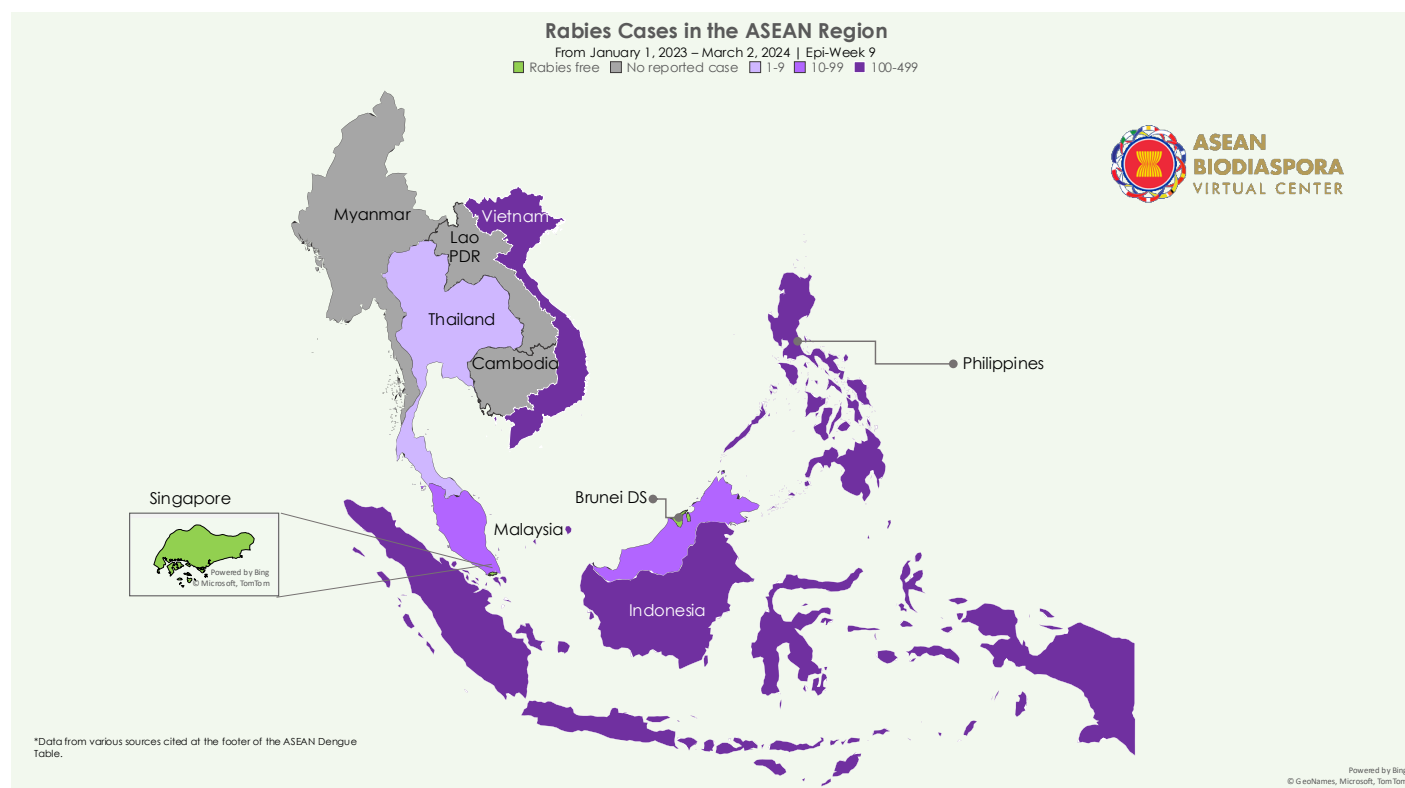 Rabies Cases in the ASEAN Region
From January 1, 2023 – March 2, 2024 | Epi-Week 9
Rabies free No reported case 1-9 10-99 100-499
ASEAN
BIODIASPORA
VIRTUAL CENTER
Myanmar
Vietnam
Lao
PDR
Thailand
Cambodia
Philippines
Singapore
Brunei DS
Malaysia
Powered by Bing
© Microsoft, TomTom
Indonesia
*Data from various sources cited at the footer of the ASEAN Dengue
Table.
Powered by Bing
© GeoNames, Microsoft, TomTom